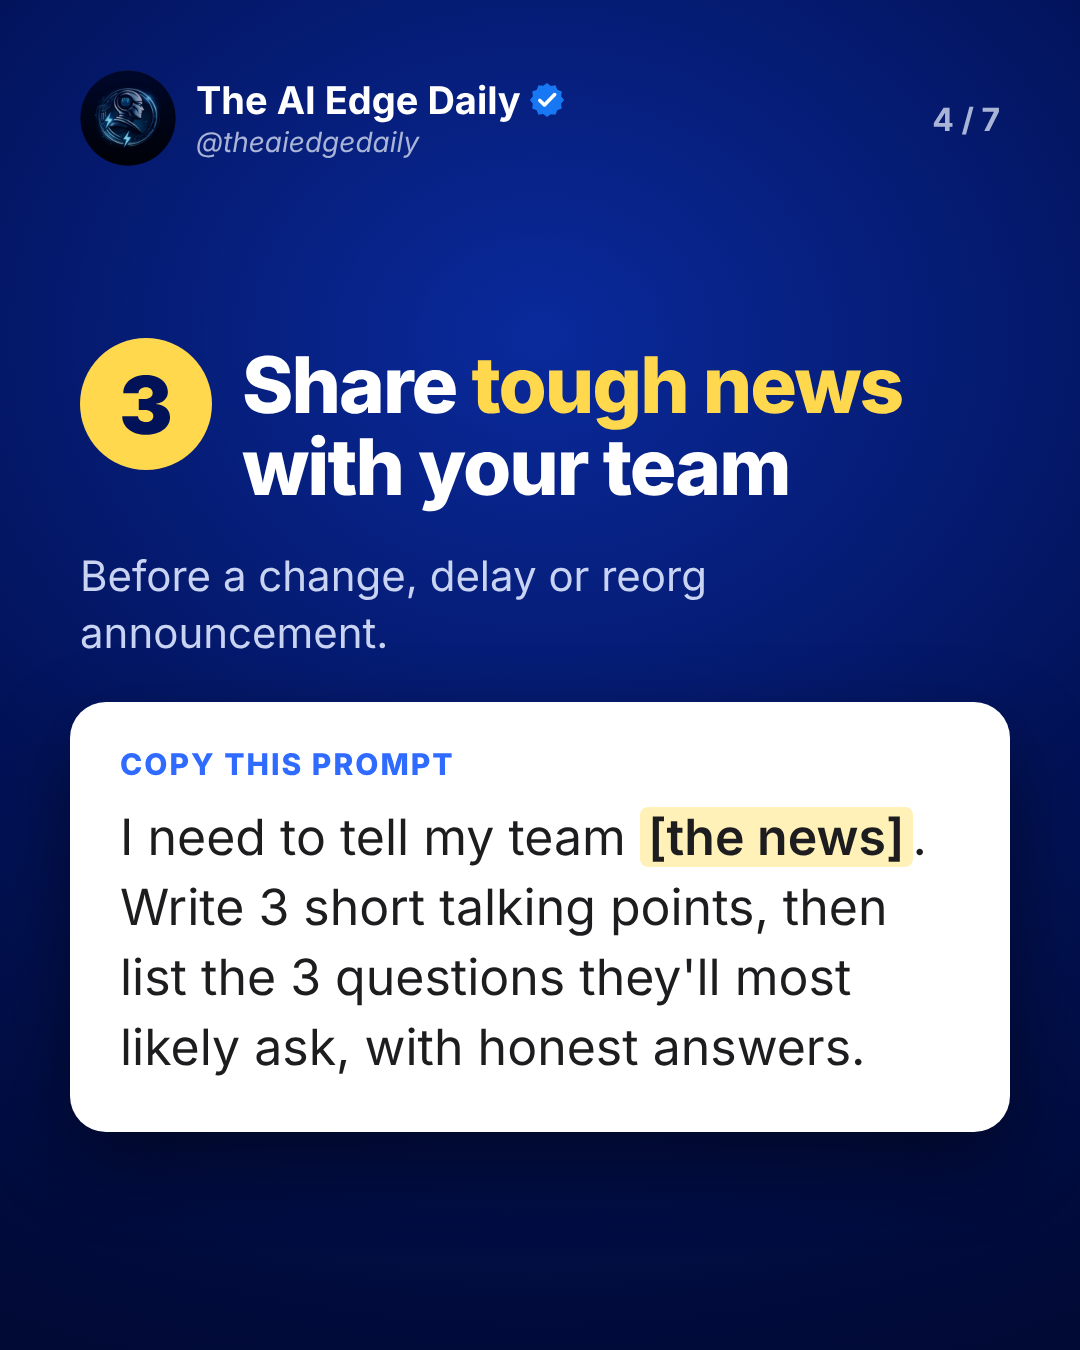 The AI Edge Daily
@theaiedgedaily
4 / 7
3
Share tough news
with your team
Before a change, delay or reorg
announcement.
COPY THIS PROMPT
I need to tell my team [the news].
Write 3 short talking points, then
list the 3 questions they'll most
likely ask, with honest answers.